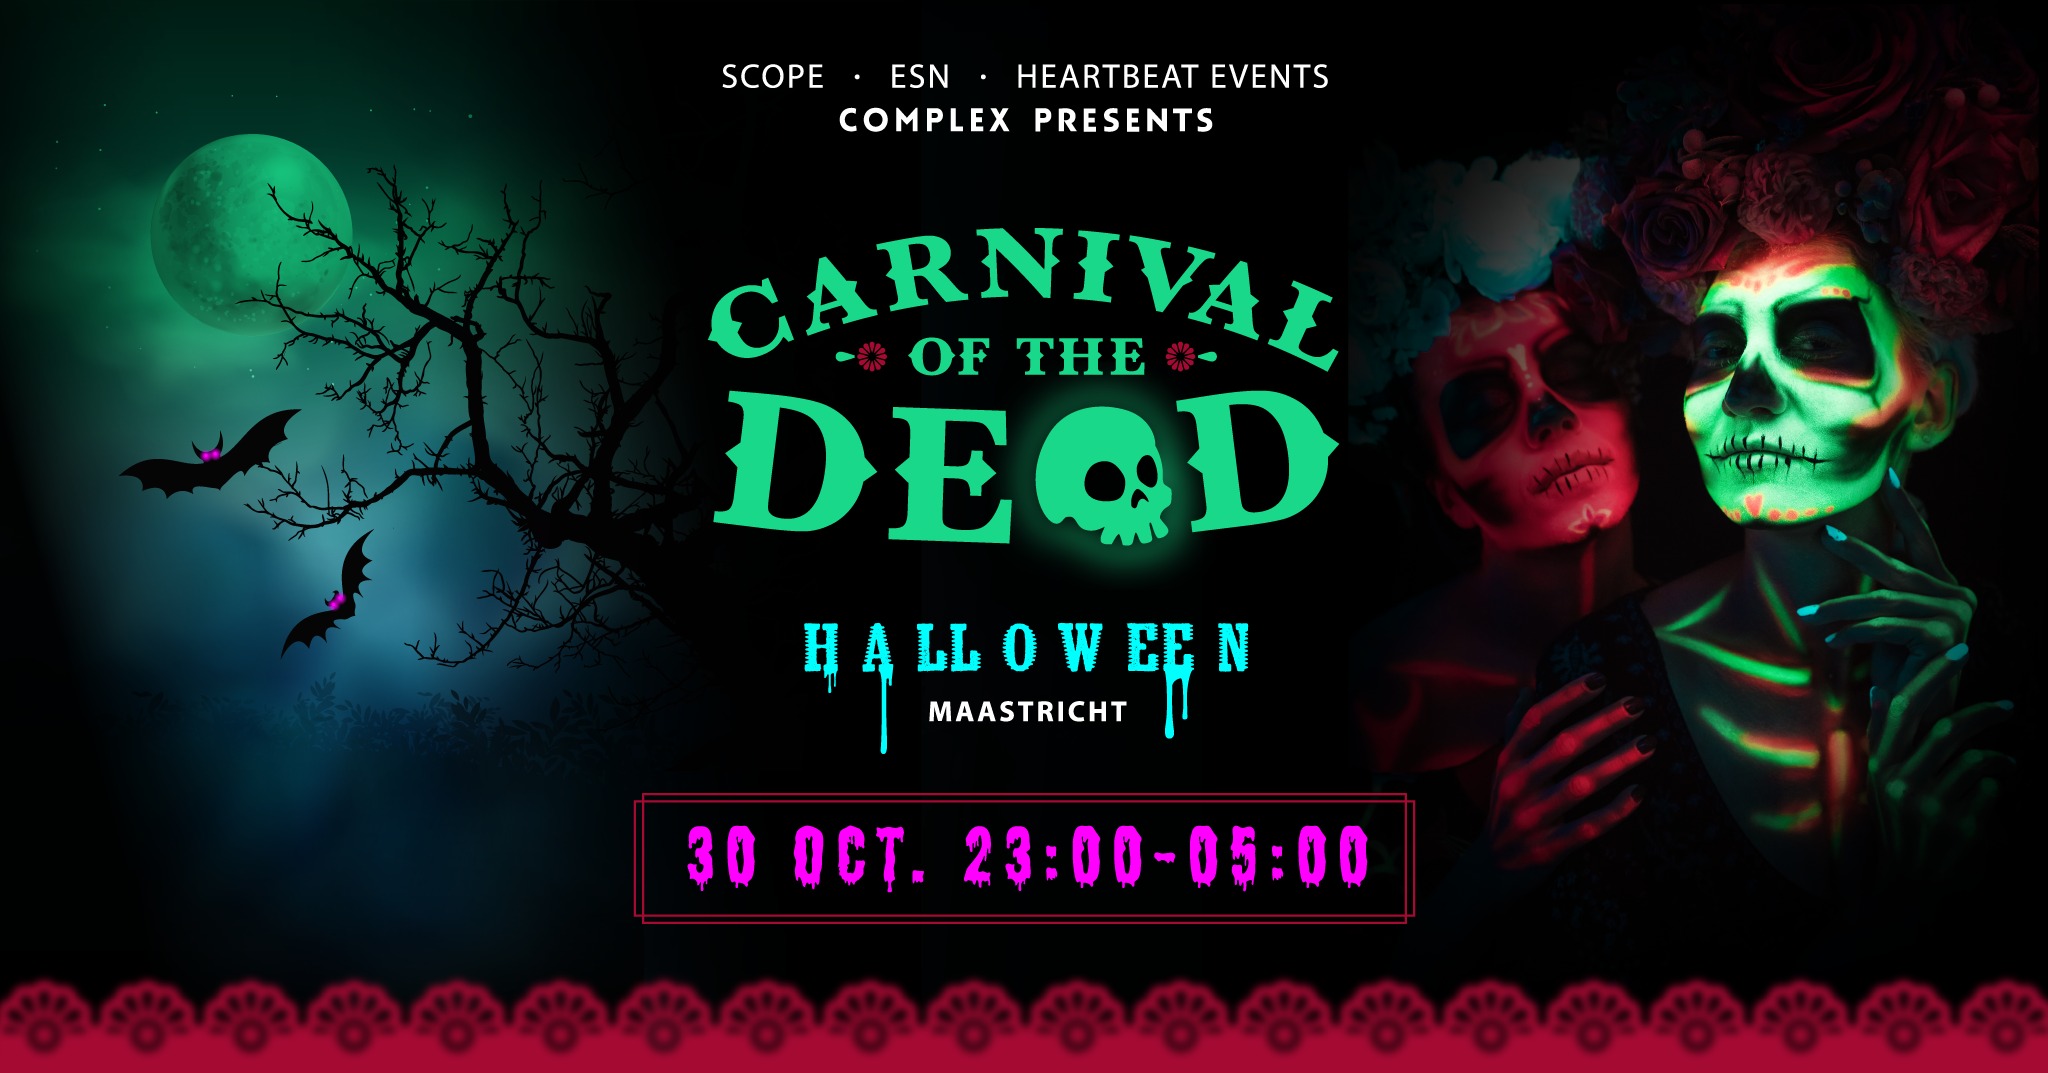 SCOPE · ESN · HEARTBEAT EVENTS
COMPLEX PRESENTS
CARNIVAL
OF THE
DEAD
HALLOWEEN
MAASTRICHT
30 OCT. 23:00-05:00